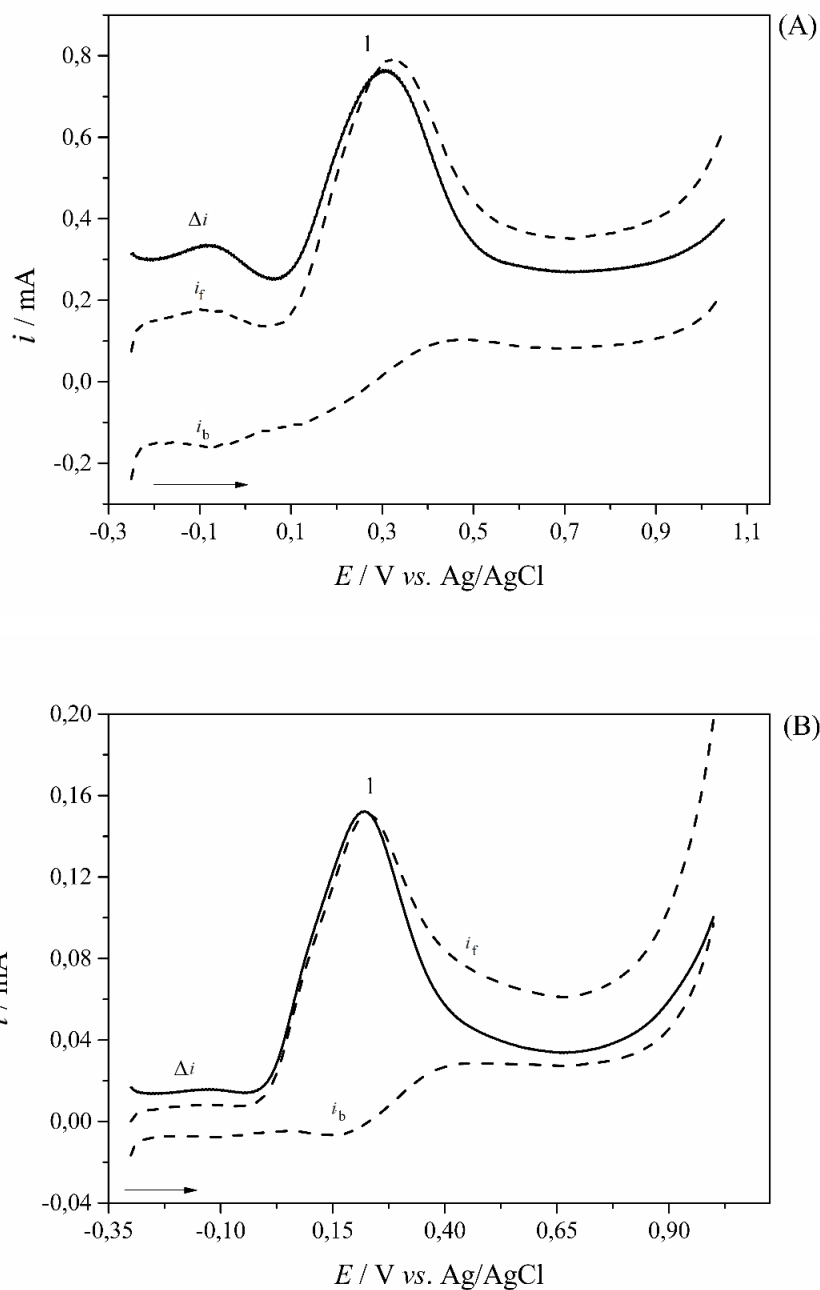 (A)
1
0,8
0,6
Δi
0,4
i / mA
i_f
0,2
0,0
i_b
-0,2
-0,3 -0,1 0,1 0,3 0,5 0,7 0,9 1,1
E / V vs. Ag/AgCl
0,20
(B)
1
0,16
0,12
i_f
0,08
/ mA
0,04
Δi
i_b
0,00
-0,04
-0,35 -0,10 0,15 0,40 0,65 0,90
E / V vs. Ag/AgCl